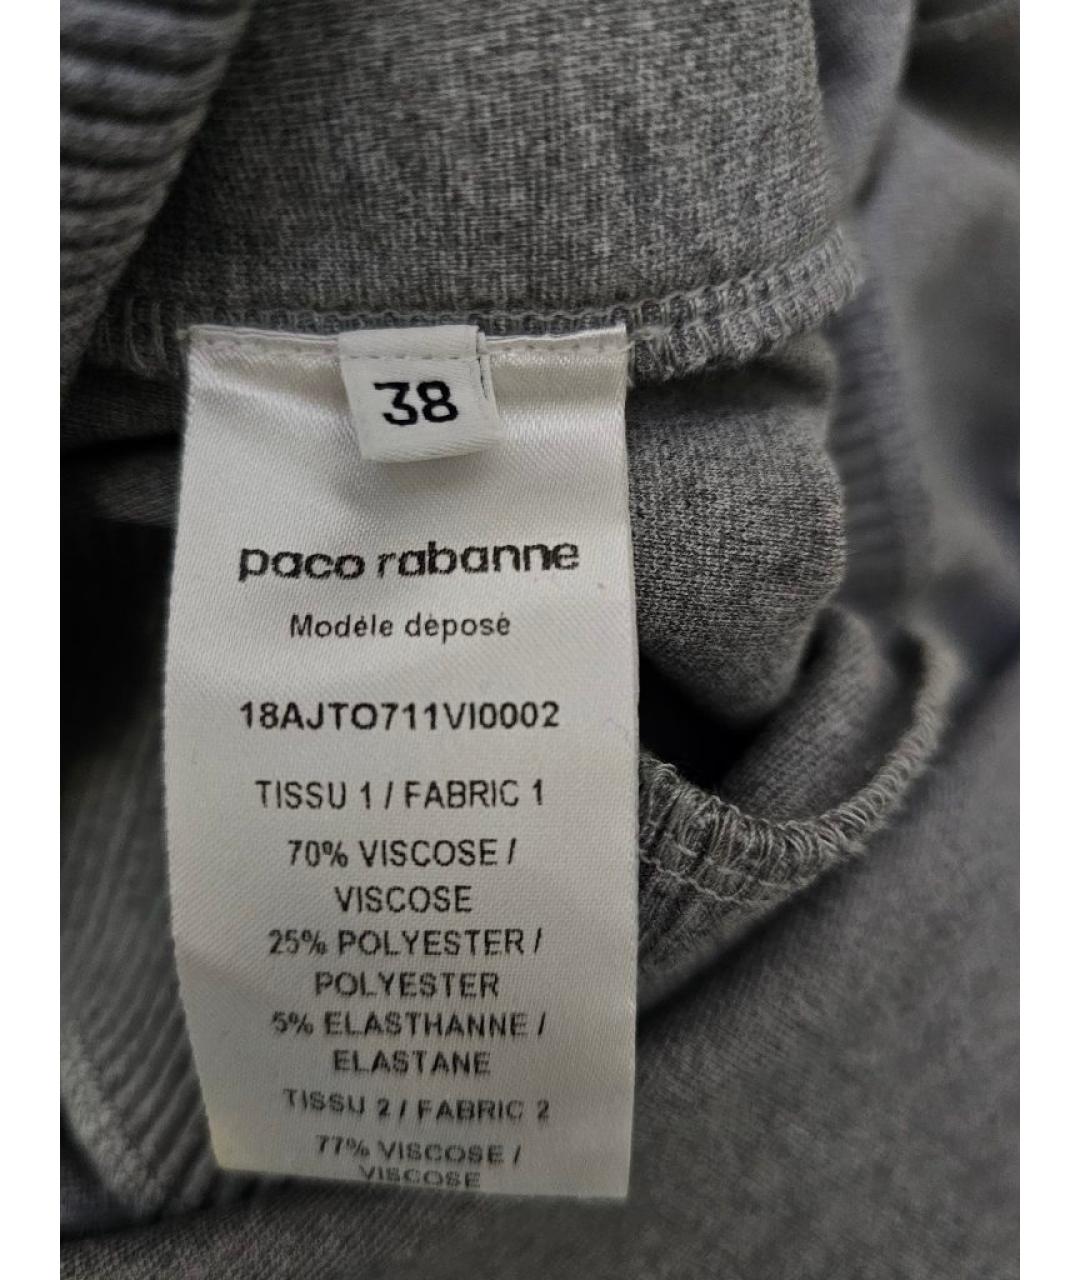 38
paco rabanne
Modèle déposé
18AJTO711VI0002
TISSU 1 / FABRIC 1
70% VISCOSE /
VISCOSE
25% POLYESTER /
POLYESTER
5% ELASTHANNE /
ELASTANE
TISSU 2 / FABRIC 2
77% VISCOSE /
VISCOSE